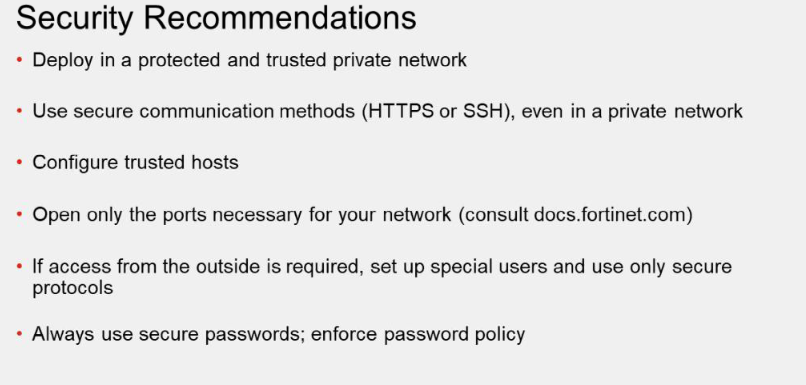 Security Recommendations
• Deploy in a protected and trusted private network
• Use secure communication methods (HTTPS or SSH), even in a private network
• Configure trusted hosts
• Open only the ports necessary for your network (consult docs.fortinet.com)
• If access from the outside is required, set up special users and use only secure
protocols
• Always use secure passwords; enforce password policy